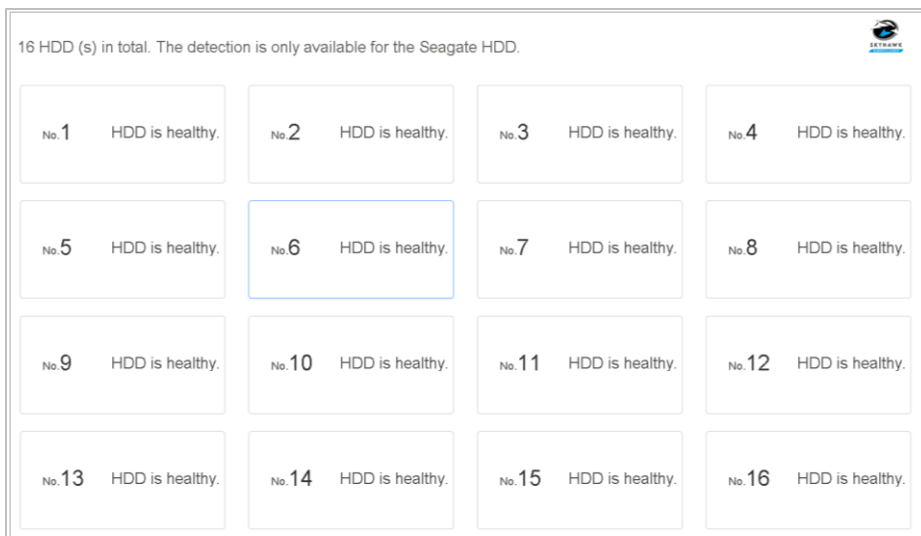 16 HDD (s) in total. The detection is only available for the Seagate HDD.
SKYHAWK
No.1 HDD is healthy.
No.2 HDD is healthy.
No.3 HDD is healthy.
No.4 HDD is healthy.
No.5 HDD is healthy.
No.6 HDD is healthy.
No.7 HDD is healthy.
No.8 HDD is healthy.
No.9 HDD is healthy.
No.10 HDD is healthy.
No.11 HDD is healthy.
No.12 HDD is healthy.
No.13 HDD is healthy.
No.14 HDD is healthy.
No.15 HDD is healthy.
No.16 HDD is healthy.